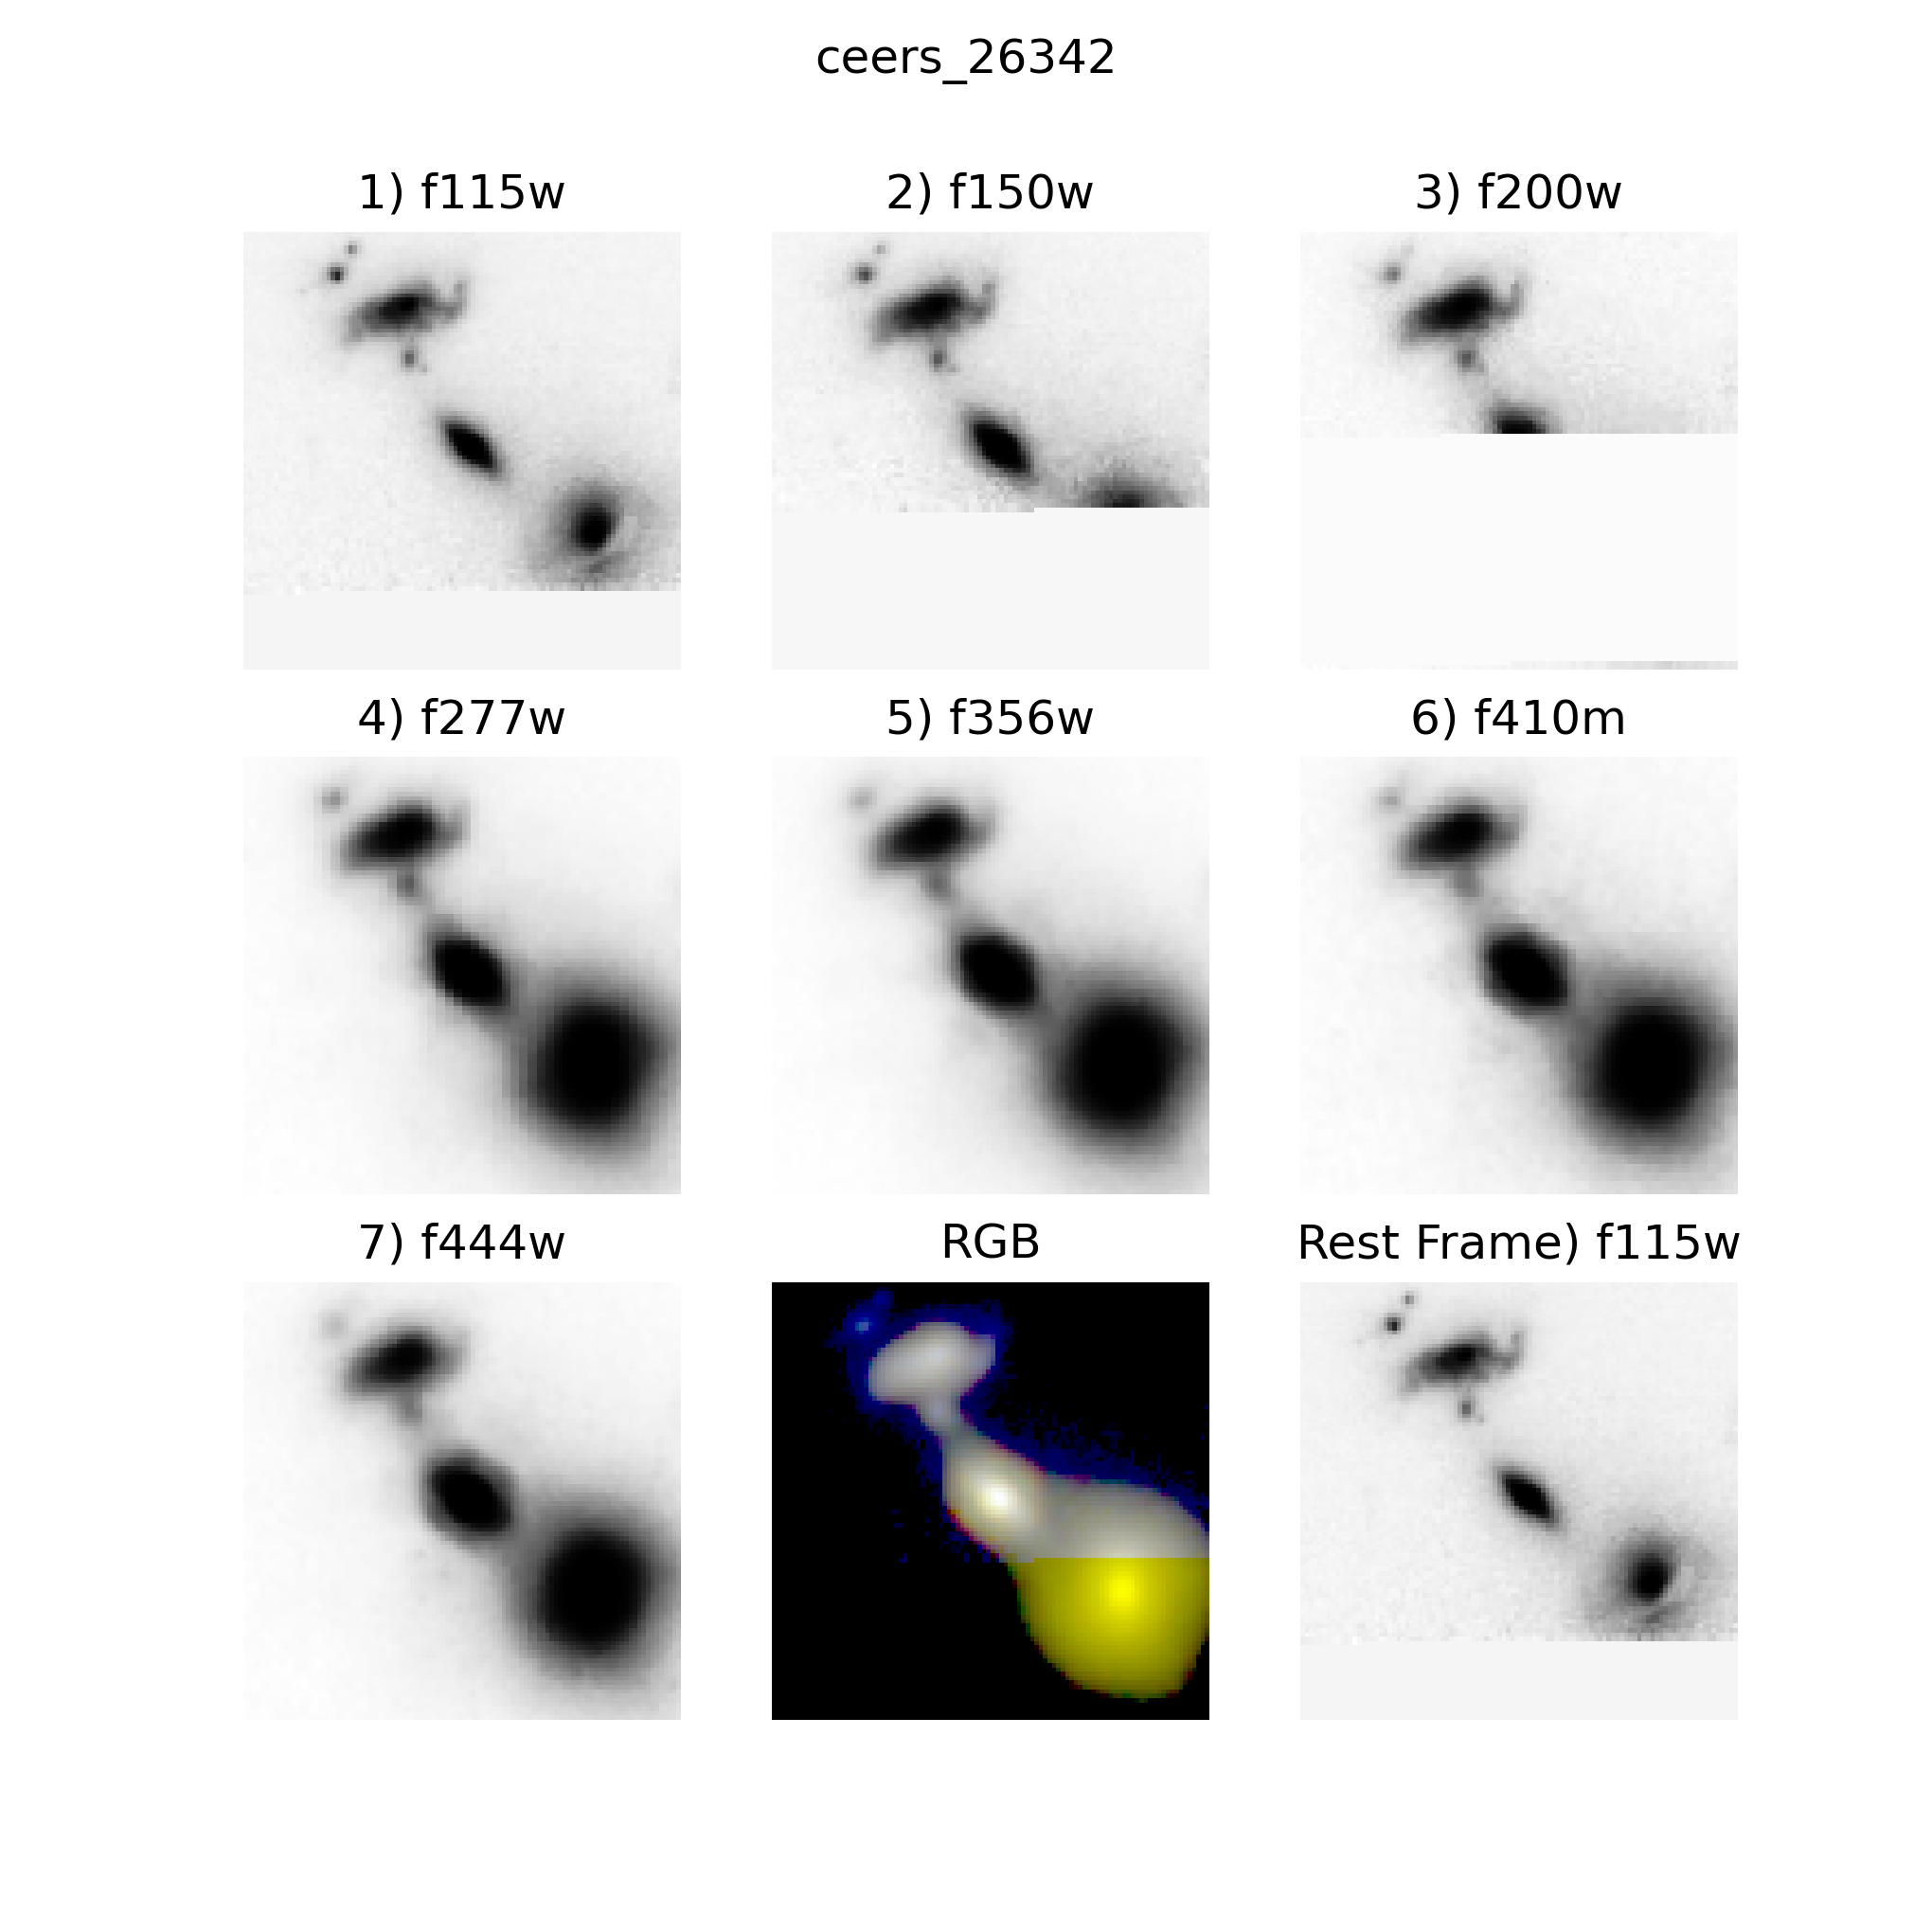 ceers_26342
1) f115w
2) f150w
3) f200w
4) f277w
5) f356w
6) f410m
7) f444w
RGB
Rest Frame) f115w